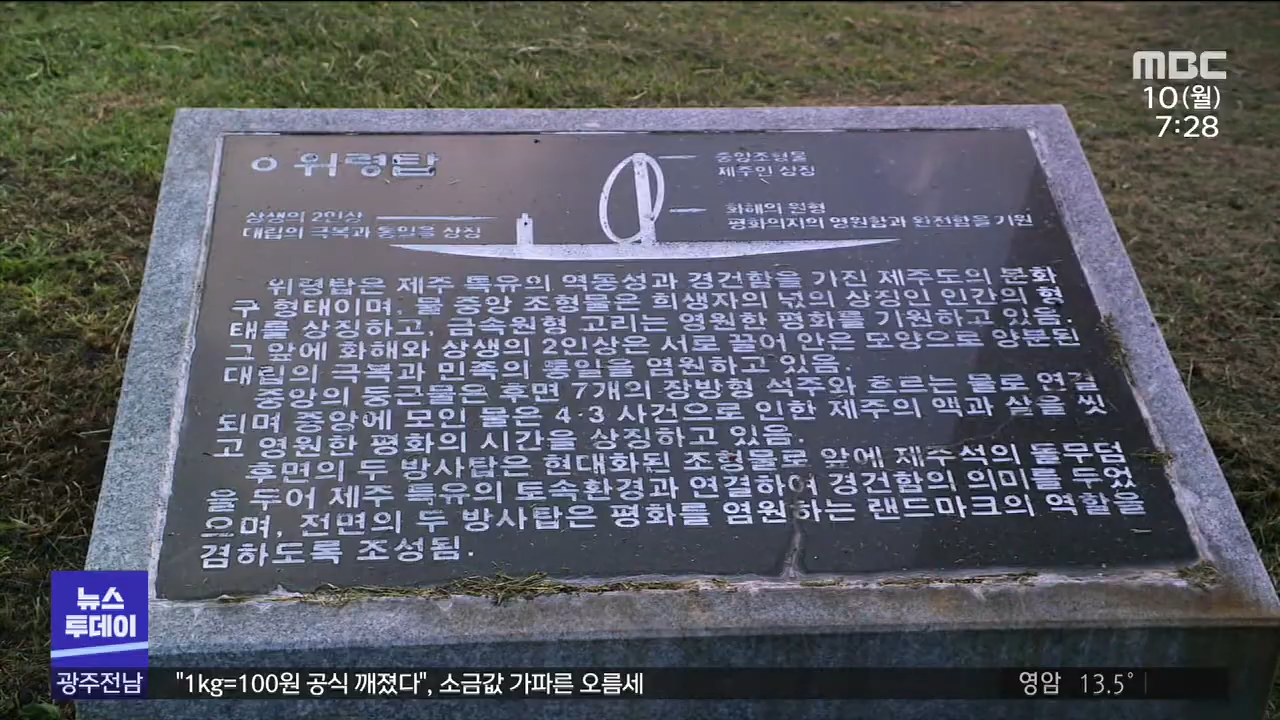 MBC
10(월)
7:28
ㅇ 위령탑
중앙조형물
제주인 상징
상생의 2인상
대립의 극복과 통일을 상징
화해의 원형
평화의지의 영원함과 완전함을 기원
위령탑은 제주 특유의 역동성과 경건함을 가진 제주도의 분화
구 형태이며, 물 중앙 조형물은 희생자의 넋의 상징인 인간의 형
태를 상징하고, 금속원형 고리는 영원한 평화를 기원하고 있음.
그 앞에 화해와 상생의 2인상은 서로 끌어 안은 모양으로 양분된
대립의 극복과 민족의 통일을 염원하고 있음.
중앙의 둥근물은 후면 7개의 장방형 석주와 흐르는 물로 연결
되며 중앙에 모인 물은 4·3 사건으로 인한 제주의 액과 살을 씻
고 영원한 평화의 시간을 상징하고 있음.
후면의 두 방사탑은 현대화된 조형물로 앞에 제주석의 돌무덤
을 두어 제주 특유의 토속환경과 연결하여 경건함의 의미를 두었
으며, 전면의 두 방사탑은 평화를 염원하는 랜드마크의 역할을
겸하도록 조성됨.
뉴스
투데이
광주전남 "1kg=100원 공식 깨졌다", 소금값 가파른 오름세 영암 13.5°